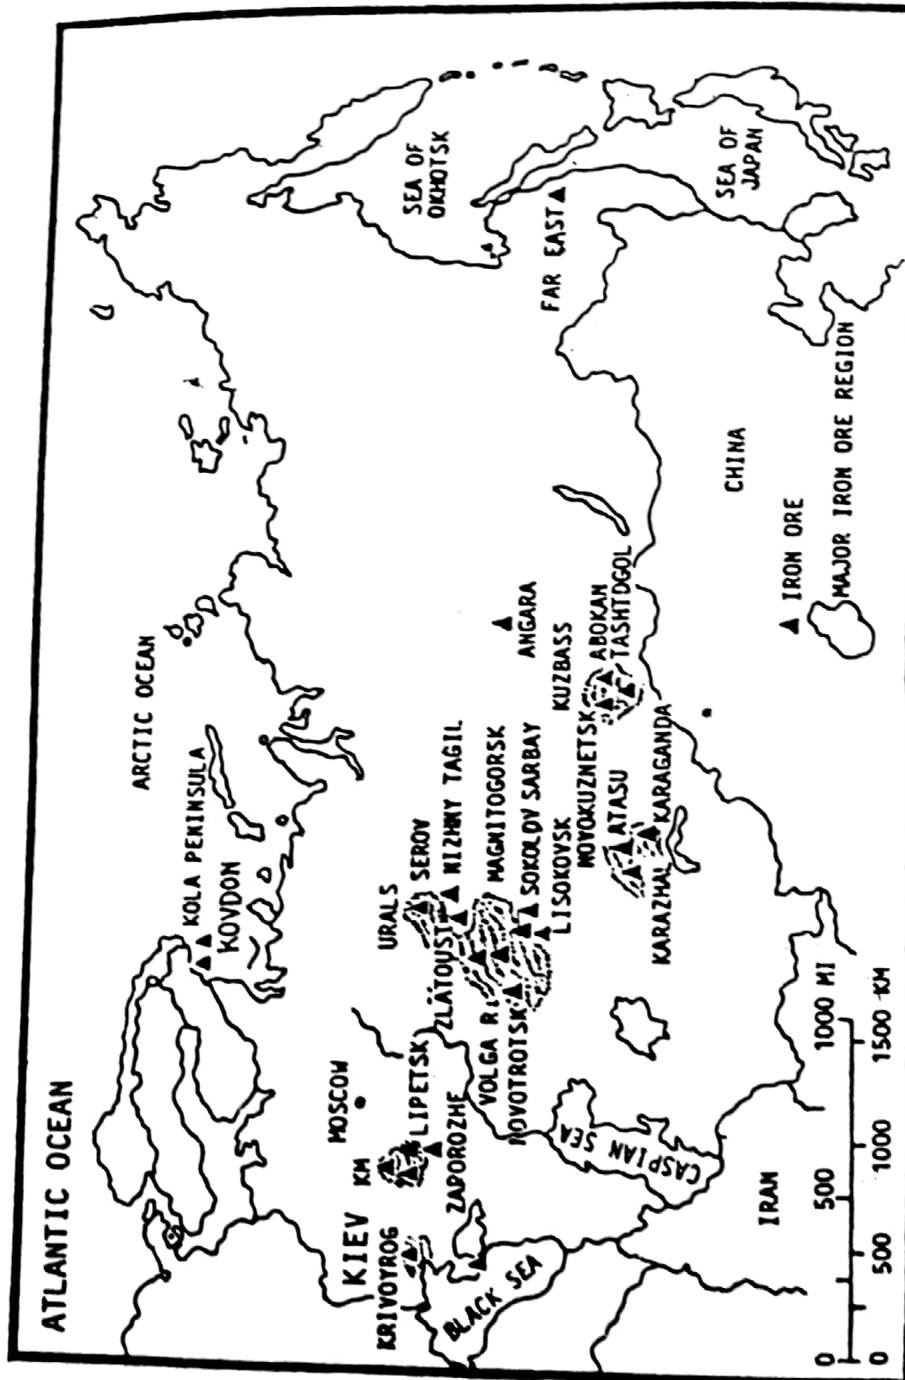 ATLANTIC OCEAN
ARCTIC OCEAN
KOLA PENINSULA
KOVDON
SEA OF
OKHOTSK
FAR EAST
SEA OF
JAPAN
MOSCOW
KM
LIPETSK
KIEV
KRIVOYROG
ZAPOROZHE
BLACK SEA
CASPIAN SEA
URALS
SEROV
NIZHNY TAGIL
ZLÄTOUST
MAGNITOGORSK
VOLGA R.
NOVOTROTSK
SOKOLOV SARBAY
LISOKOVSK
ANGARA
KUZBASS
NOVOKUZNETSK
ABOKAN
TASHTOGOL
ATASU
KARAZHAL
KARAGANDA
CHINA
IRAN
IRON ORE
MAJOR IRON ORE REGION
0 500 1000 MI
0 500 1000 1500 KM